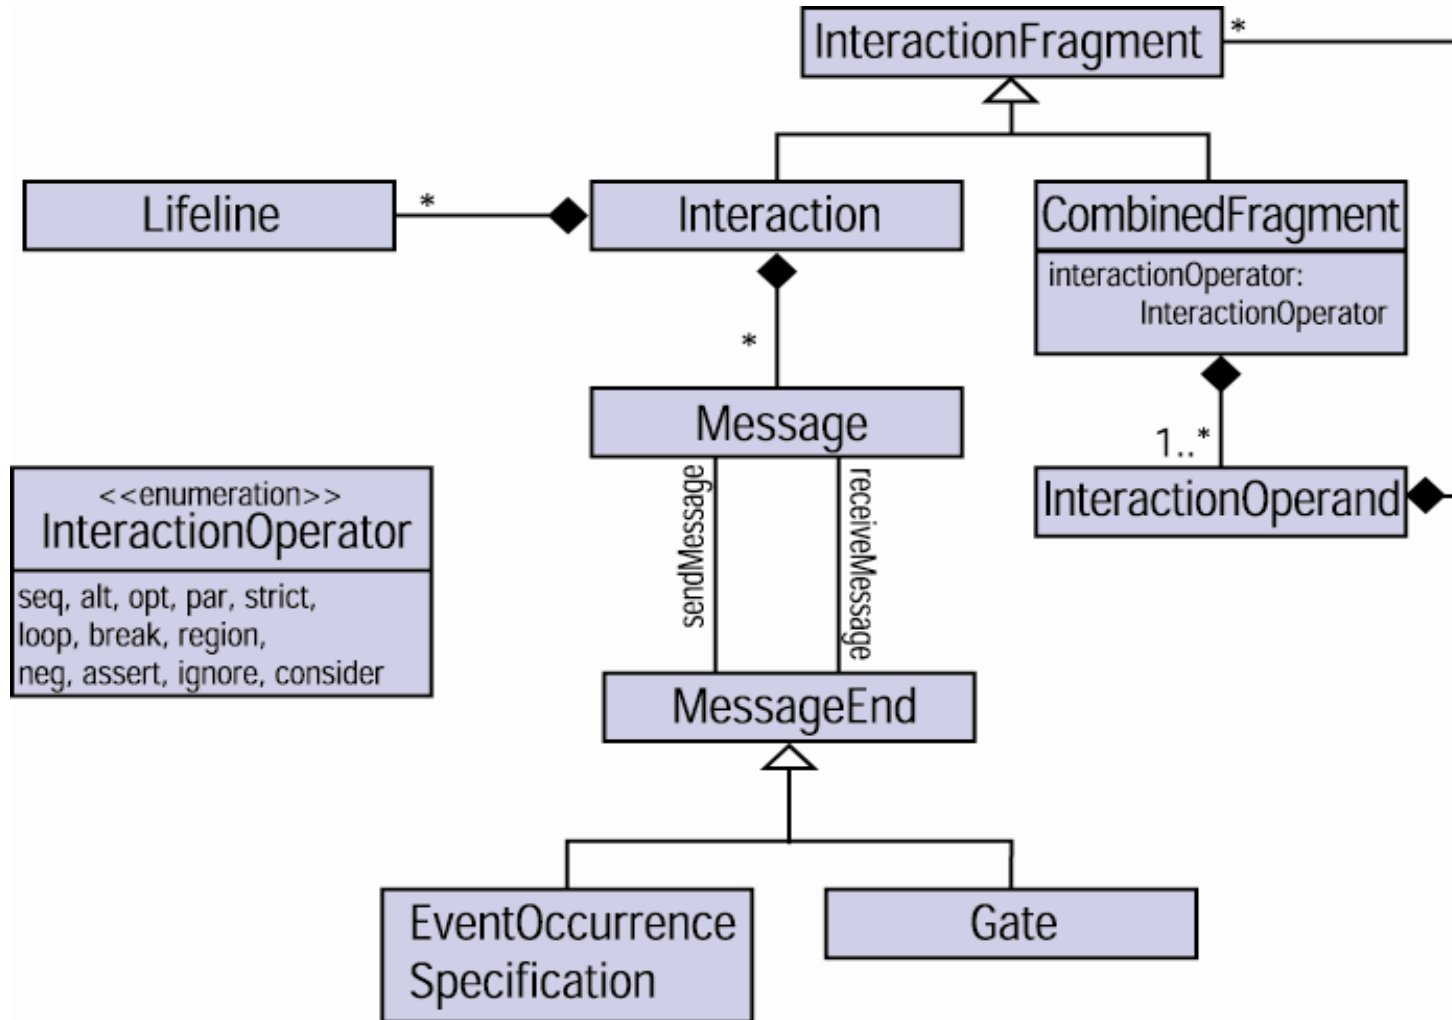 InteractionFragment
*
Lifeline
*
Interaction
CombinedFragment
interactionOperator:
InteractionOperator
*
Message
1..*
InteractionOperand
sendMessage
receiveMessage
<<enumeration>>
InteractionOperator
seq, alt, opt, par, strict,
loop, break, region,
neg, assert, ignore, consider
MessageEnd
EventOccurrence
Specification
Gate